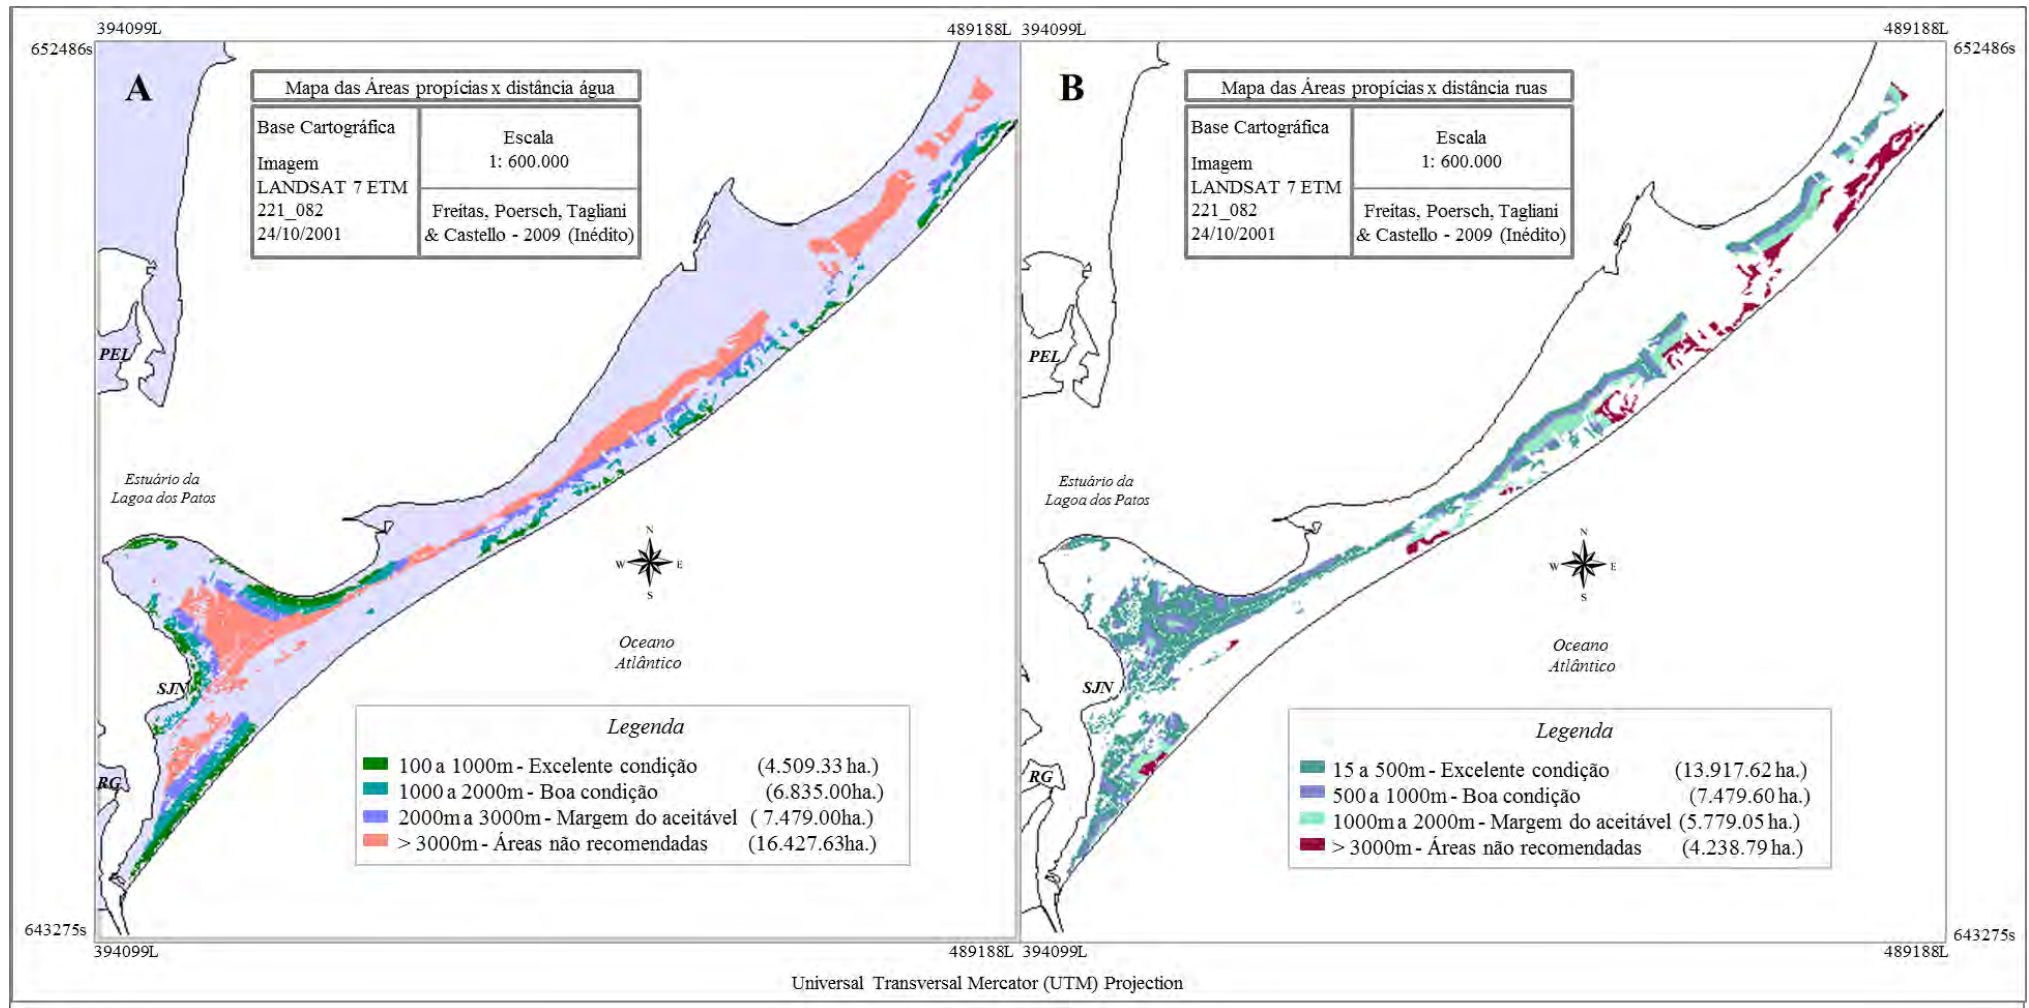 394099L
489188L
394099L
489188L
652486s
652486s
A
Mapa das Áreas propícias x distância água
Base Cartográfica
Imagem
LANDSAT 7 ETM
221_082
24/10/2001
Escala
1: 600.000
Freitas, Poersch, Tagliani
& Castello - 2009 (Inédito)
PEL
Estuário da
Lagoa dos Patos
N
W
E
S
Oceano
Atlântico
SJN
RG
Legenda
100 a 1000m - Excelente condição (4.509.33 ha.)
1000 a 2000m - Boa condição (6.835.00ha.)
2000m a 3000m - Margem do aceitável ( 7.479.00ha.)
> 3000m - Áreas não recomendadas (16.427.63ha.)
B
Mapa das Áreas propícias x distância ruas
Base Cartográfica
Imagem
LANDSAT 7 ETM
221_082
24/10/2001
Escala
1: 600.000
Freitas, Poersch, Tagliani
& Castello - 2009 (Inédito)
PEL
Estuário da
Lagoa dos Patos
N
W
E
S
Oceano
Atlântico
SJN
RG
Legenda
15 a 500m - Excelente condição (13.917.62 ha.)
500 a 1000m - Boa condição (7.479.60 ha.)
1000m a 2000m - Margem do aceitável (5.779.05 ha.)
> 3000m - Áreas não recomendadas (4.238.79 ha.)
643275s
643275s
394099L
489188L
394099L
489188L
Universal Transversal Mercator (UTM) Projection